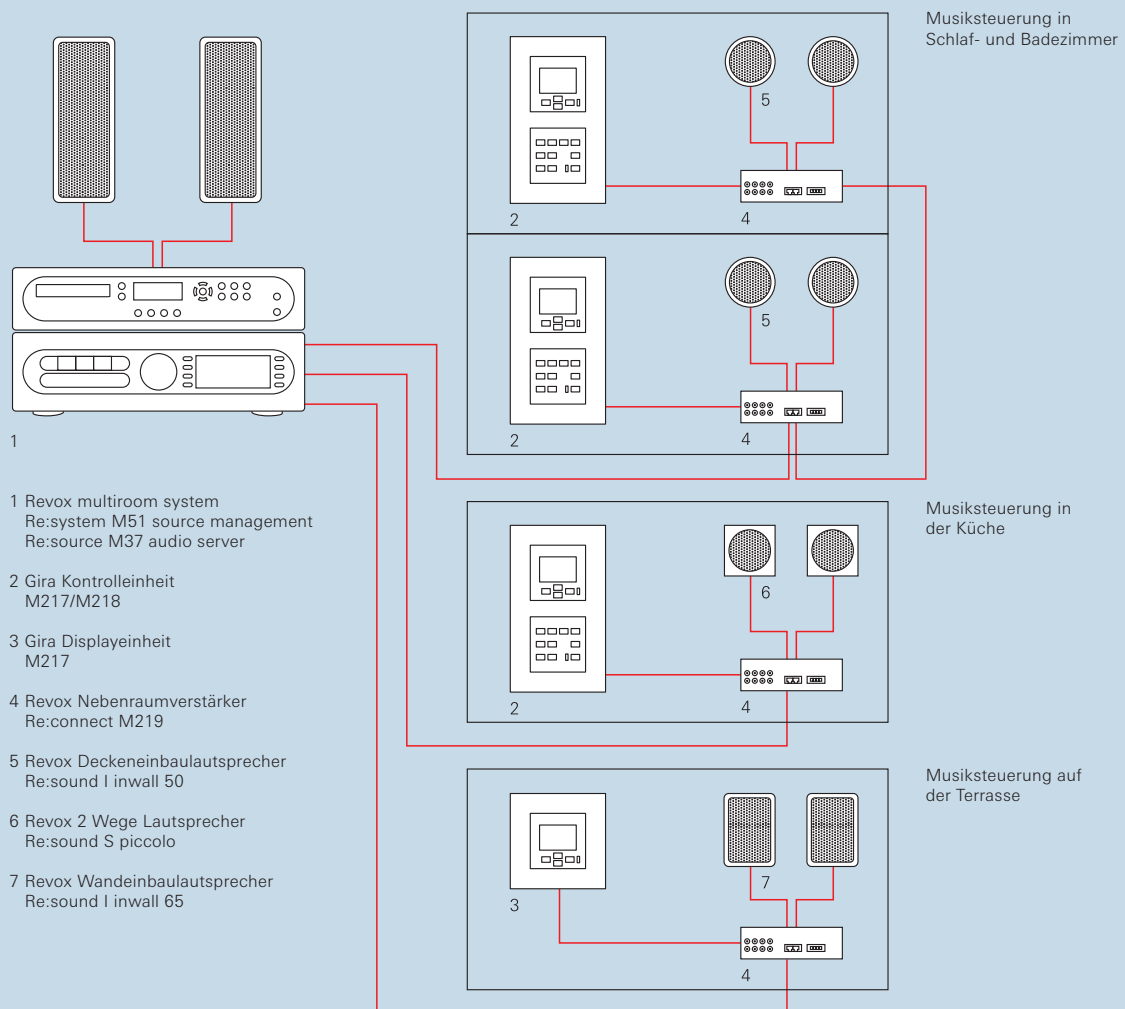 Musiksteuerung in
Schlaf- und Badezimmer
5
2
4
5
2
4
1
1 Revox multiroom system
Re:system M51 source management
Re:source M37 audio server
2 Gira Kontrolleinheit
M217/M218
3 Gira Displayeinheit
M217
4 Revox Nebenraumverstärker
Re:connect M219
5 Revox Deckeneinbaulautsprecher
Re:sound I inwall 50
6 Revox 2 Wege Lautsprecher
Re:sound S piccolo
7 Revox Wandeinbaulautsprecher
Re:sound I inwall 65
Musiksteuerung in
der Küche
6
2
4
Musiksteuerung auf
der Terrasse
7
3
4